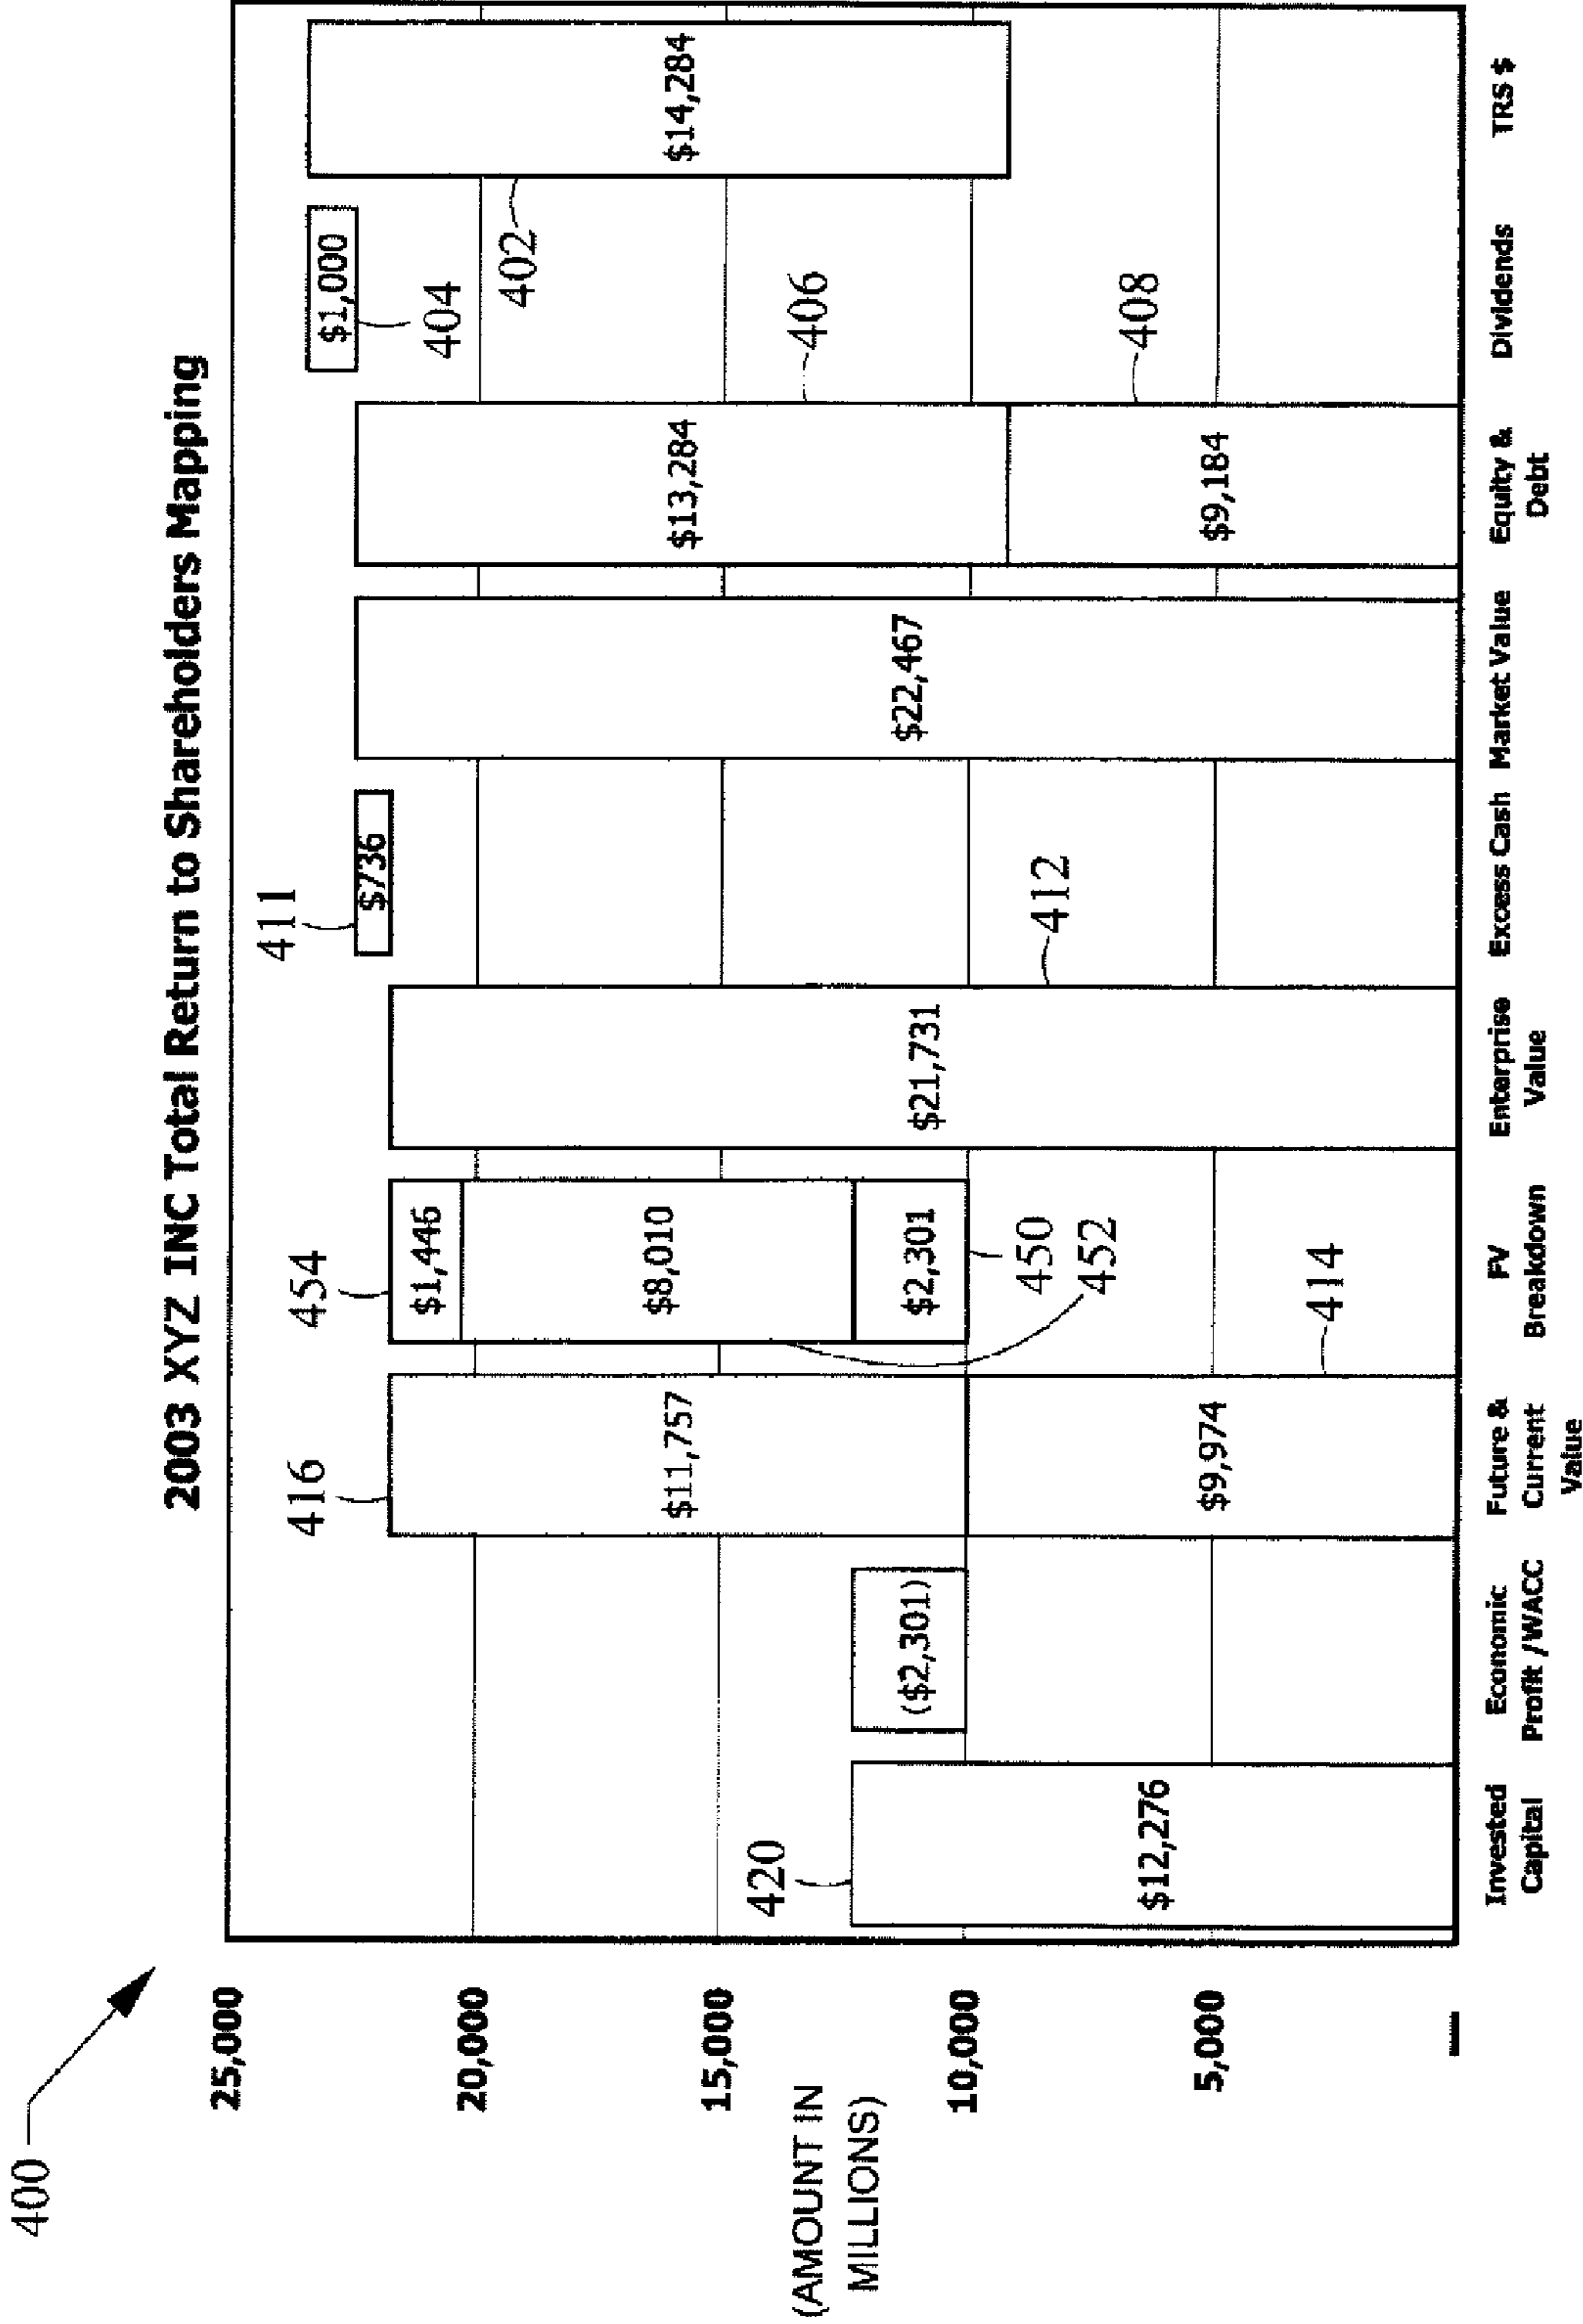 400
2003 XYZ INC Total Return to Shareholders Mapping
(AMOUNT IN
MILLIONS)
25,000
20,000
15,000
10,000
5,000
—
420
$12,276
($2,301)
416
$11,757
$9,974
414
454
$1,446
$8,010
$2,301
450
452
$21,731
412
411
$736
$22,467
$13,284
406
$9,184
408
$1,000
404
402
$14,284
Invested
Capital
Economic
Profit /WACC
Future &
Current
Value
FV
Breakdown
Enterprise
Value
Excess Cash
Market Value
Equity &
Debt
Dividends
TRS $